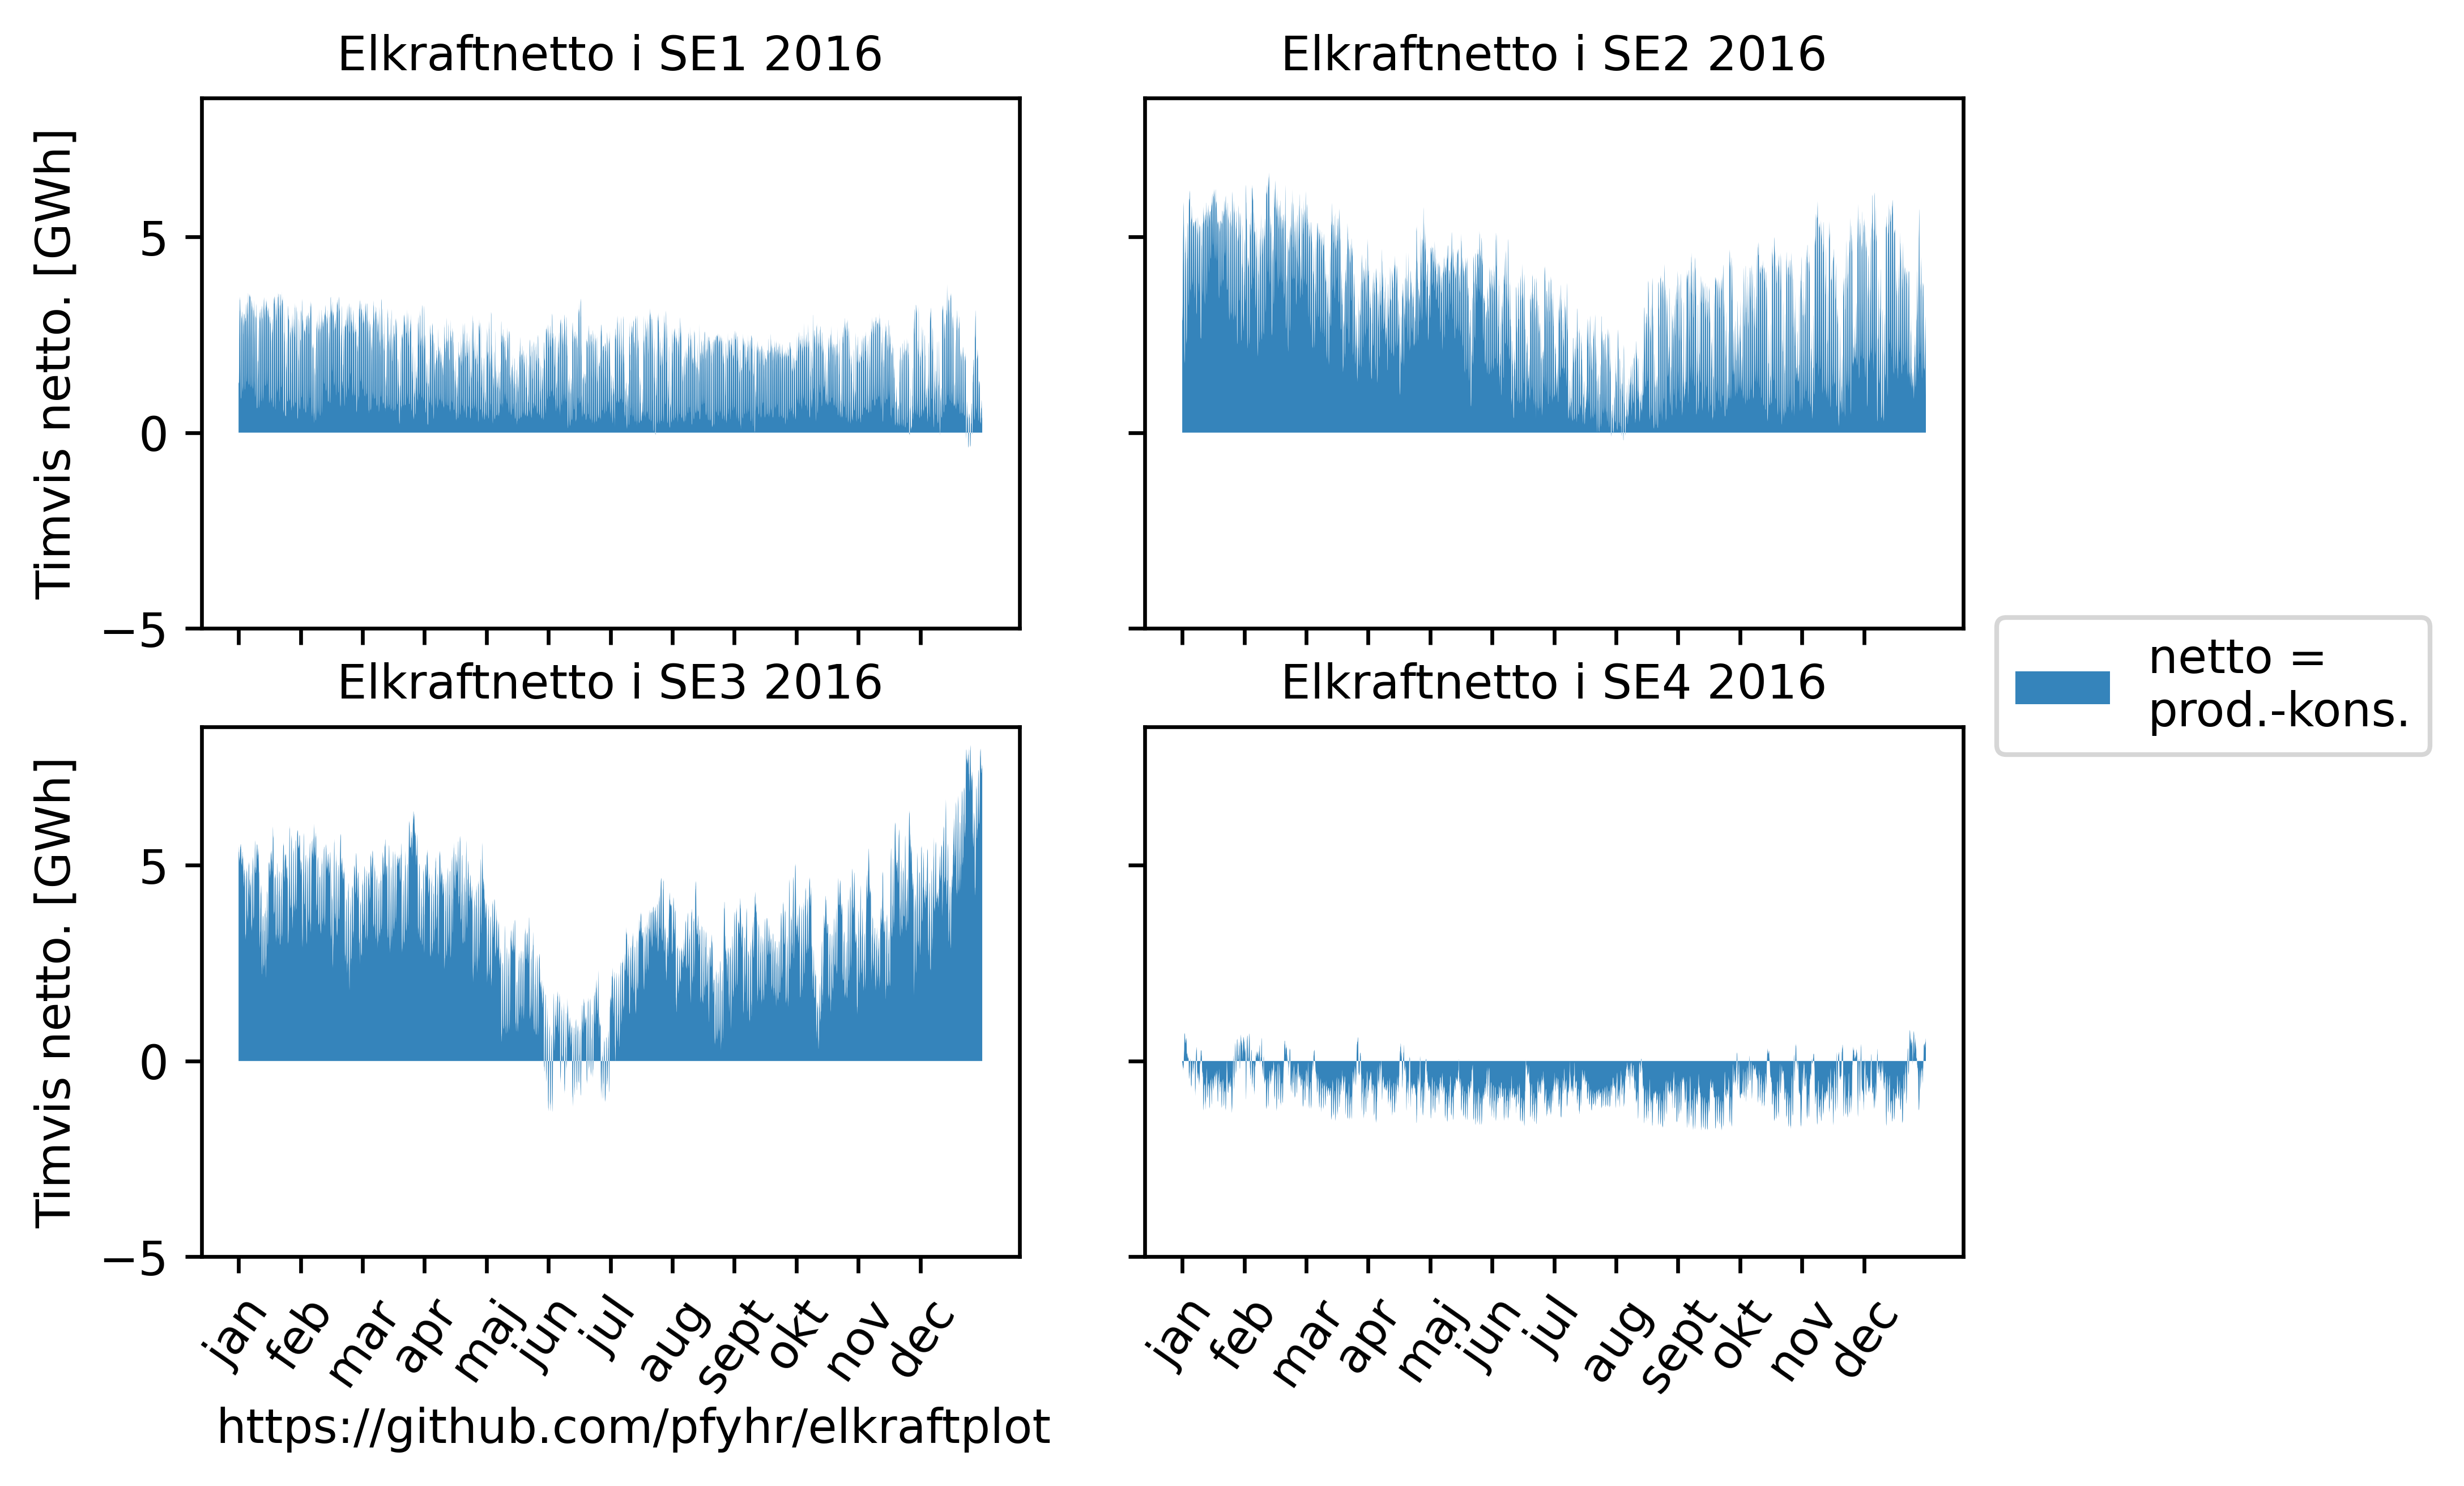 Elkraftnetto i SE1 2016
Timvis netto. [GWh]
5
0
−5
Elkraftnetto i SE2 2016
Elkraftnetto i SE3 2016
Timvis netto. [GWh]
5
0
−5
jan
feb
mar
apr
maj
jun
jul
aug
sept
okt
nov
dec
Elkraftnetto i SE4 2016
jan
feb
mar
apr
maj
jun
jul
aug
sept
okt
nov
dec
netto =
prod.-kons.
https://github.com/pfyhr/elkraftplot